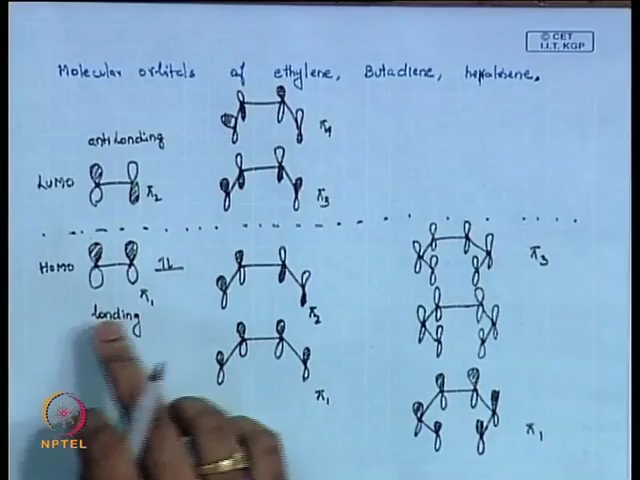 © CET
I.I.T. KGP
Molecular orbitals of ethylene, Butadiene,
antibonding
LUMO
π2
π4
π3
HOMO
π1
bonding
π2
π1
π3
π1
NPTEL